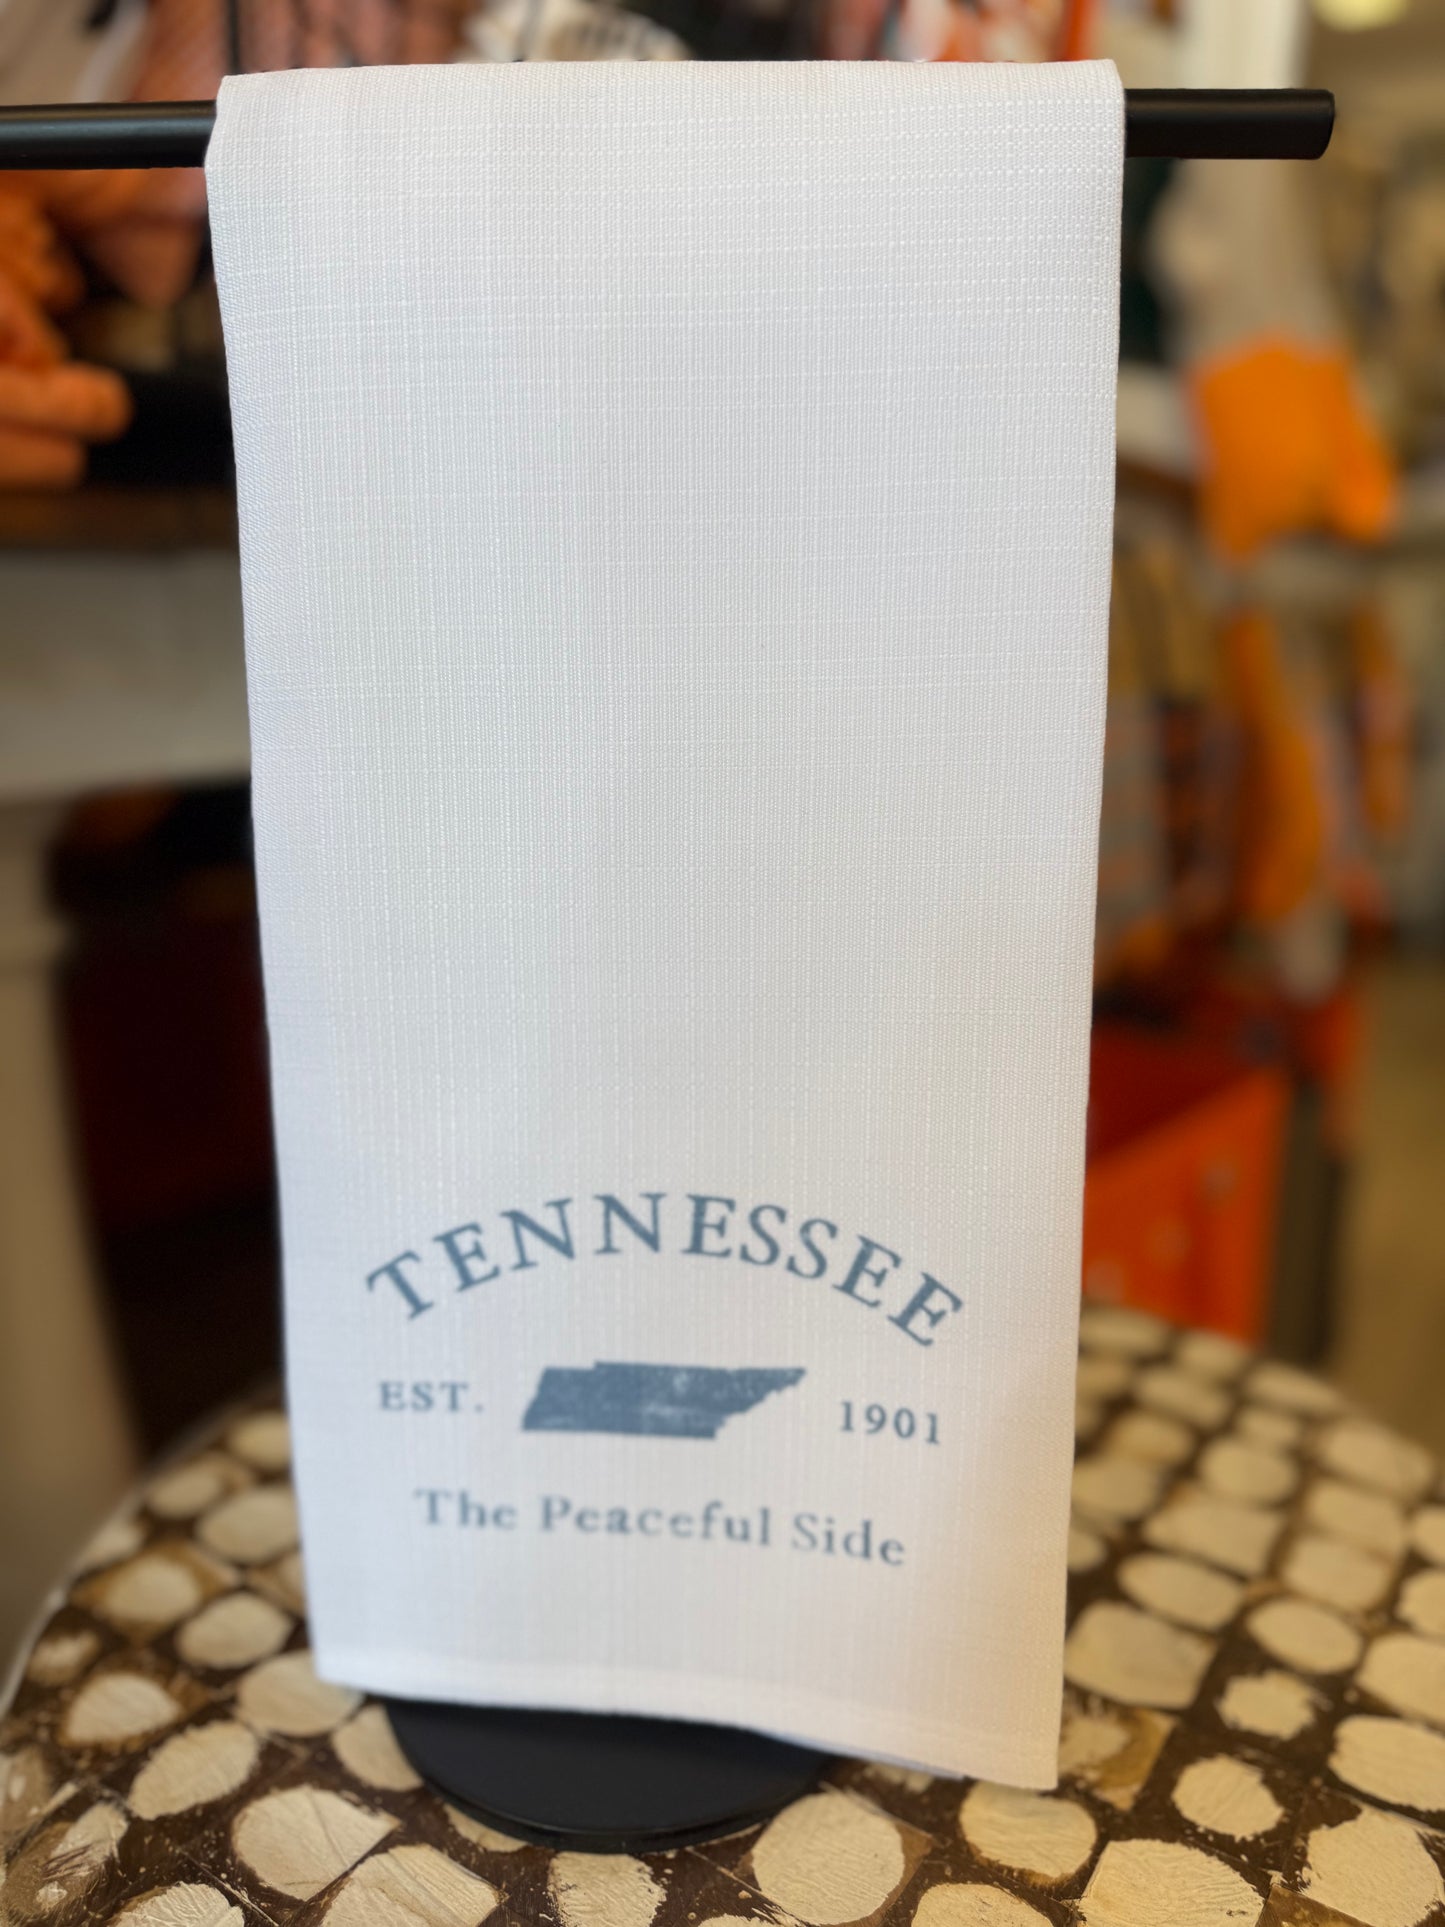 TENNESSEE
EST. 1901
The Peaceful Side